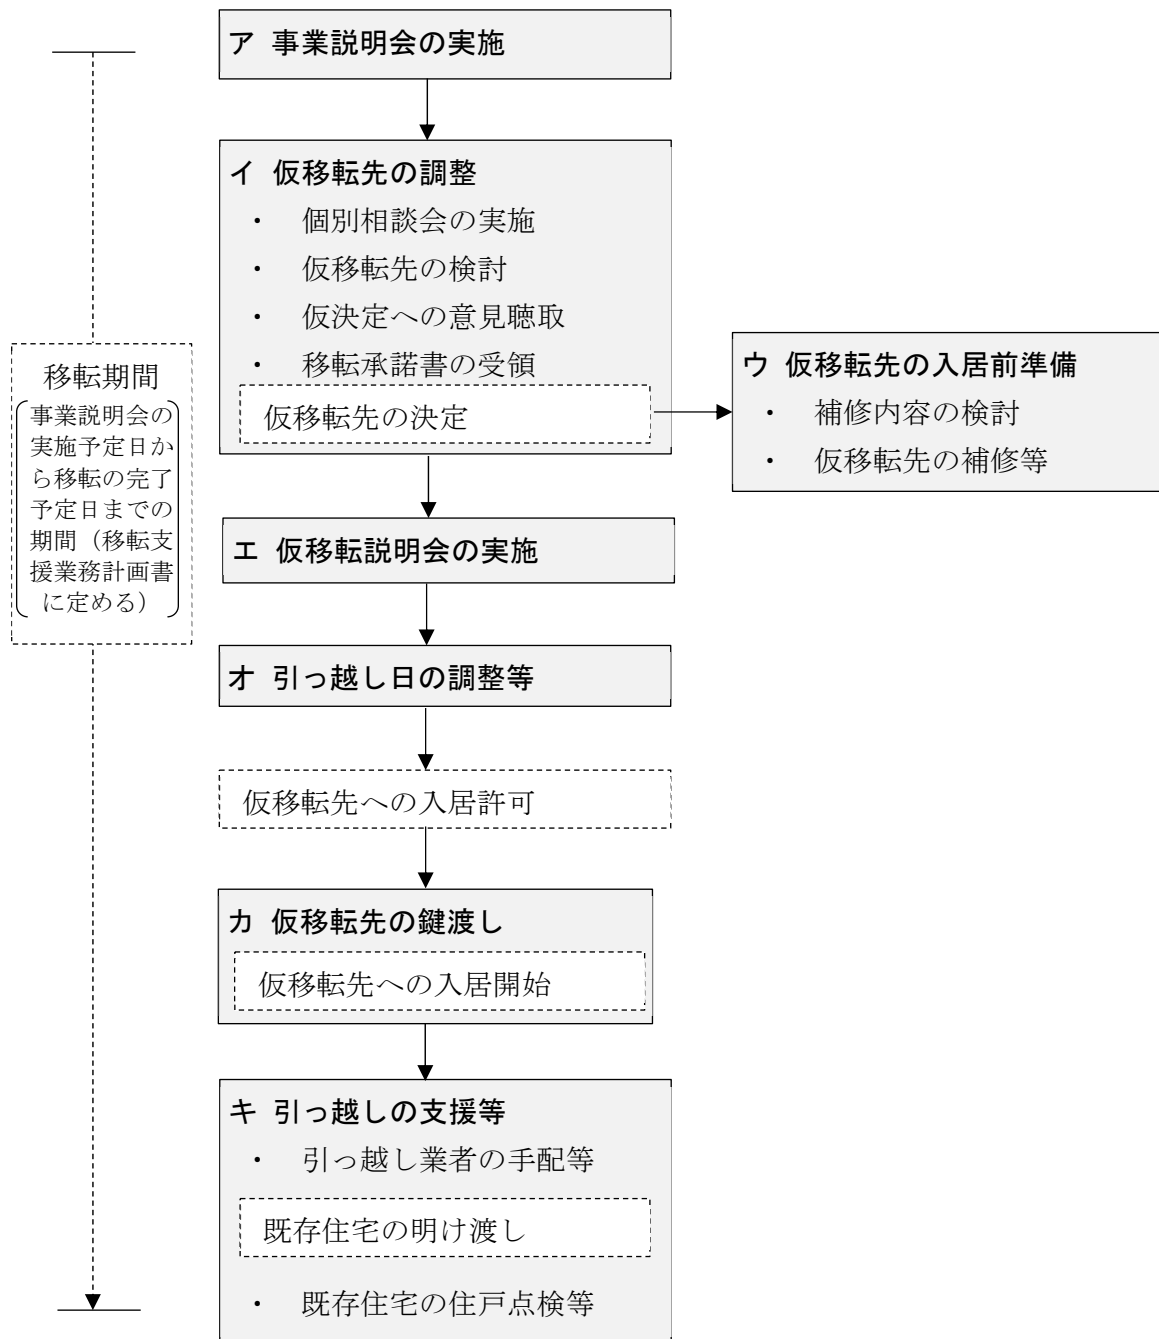 ア 事業説明会の実施
イ 仮移転先の調整
・ 個別相談会の実施
・ 仮移転先の検討
・ 仮決定への意見聴取
・ 移転承諾書の受領
仮移転先の決定
ウ 仮移転先の入居前準備
・ 補修内容の検討
・ 仮移転先の補修等
移転期間
事業説明会の
実施予定日か
ら移転の完了
予定日までの
期間（移転支
援業務計画書
に定める）
エ 仮移転説明会の実施
オ 引っ越し日の調整等
仮移転先への入居許可
カ 仮移転先の鍵渡し
仮移転先への入居開始
キ 引っ越しの支援等
・ 引っ越し業者の手配等
既存住宅の明け渡し
・ 既存住宅の住戸点検等